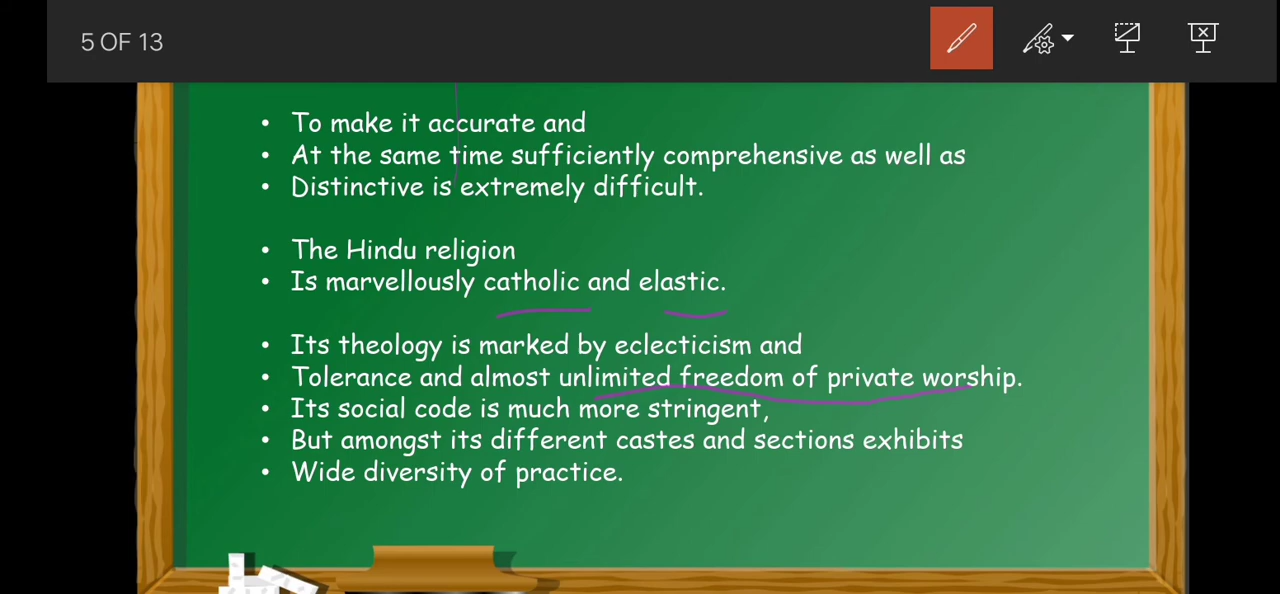 5 OF 13
• To make it accurate and
• At the same time sufficiently comprehensive as well as
• Distinctive is extremely difficult.
• The Hindu religion
• Is marvellously catholic and elastic.
• Its theology is marked by eclecticism and
• Tolerance and almost unlimited freedom of private worship.
• Its social code is much more stringent,
• But amongst its different castes and sections exhibits
• Wide diversity of practice.